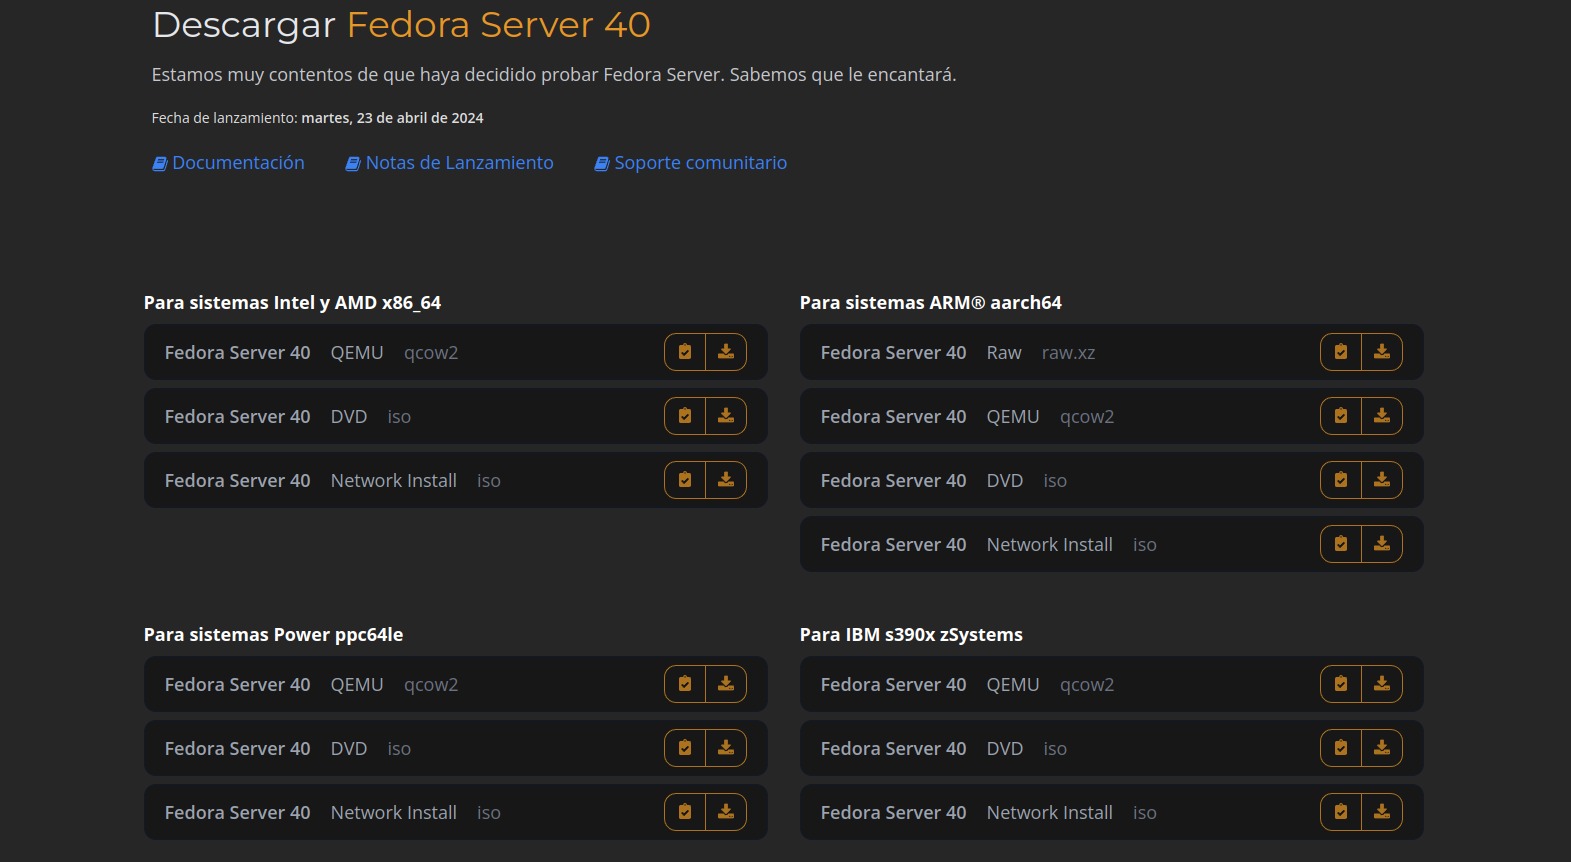 Descargar Fedora Server 40
Estamos muy contentos de que haya decidido probar Fedora Server. Sabemos que le encantará.
Fecha de lanzamiento: martes, 23 de abril de 2024
Documentación Notas de Lanzamiento Soporte comunitario
Para sistemas Intel y AMD x86_64
Fedora Server 40 QEMU qcow2
Fedora Server 40 DVD iso
Fedora Server 40 Network Install iso
Para sistemas ARM® aarch64
Fedora Server 40 Raw raw.xz
Fedora Server 40 QEMU qcow2
Fedora Server 40 DVD iso
Fedora Server 40 Network Install iso
Para sistemas Power ppc64le
Fedora Server 40 QEMU qcow2
Fedora Server 40 DVD iso
Fedora Server 40 Network Install iso
Para IBM s390x zSystems
Fedora Server 40 QEMU qcow2
Fedora Server 40 DVD iso
Fedora Server 40 Network Install iso